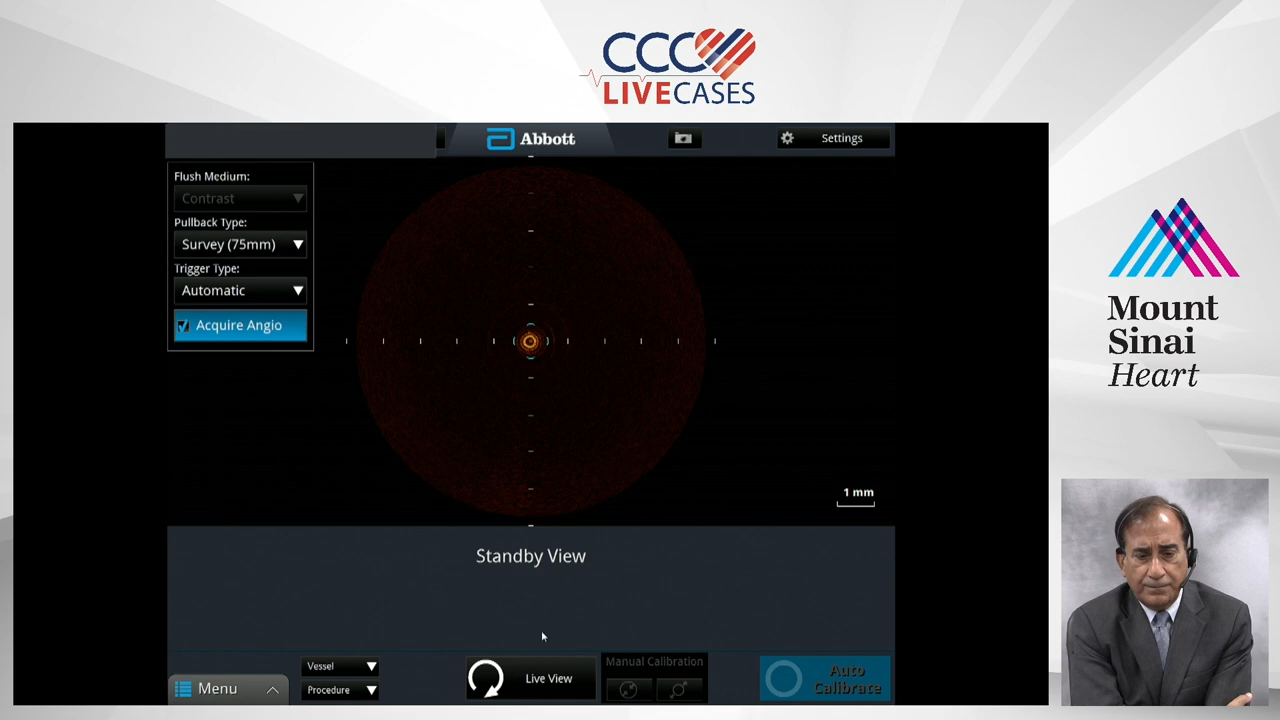 CCC
LIVECASES
Abbott
Settings
Flush Medium:
Contrast
Pullback Type:
Survey (75mm)
Trigger Type:
Automatic
Acquire Angio
1 mm
Standby View
Menu
Vessel
Procedure
Live View
Manual Calibration
Auto
Calibrate
Mount
Sinai
Heart